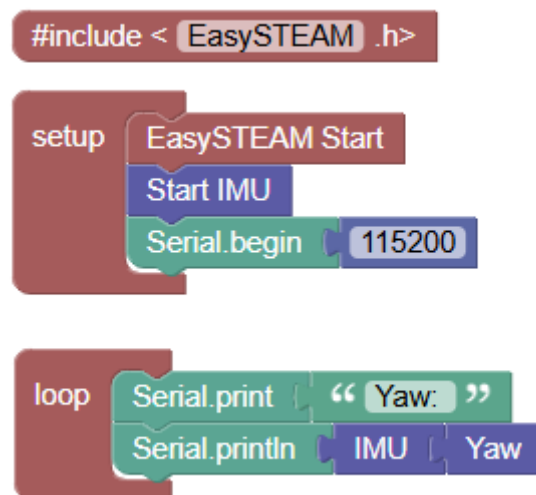 #include < EasySTEAM .h>
setup EasySTEAM Start
Start IMU
Serial.begin 115200
loop Serial.print “ Yaw: ”
Serial.println IMU Yaw